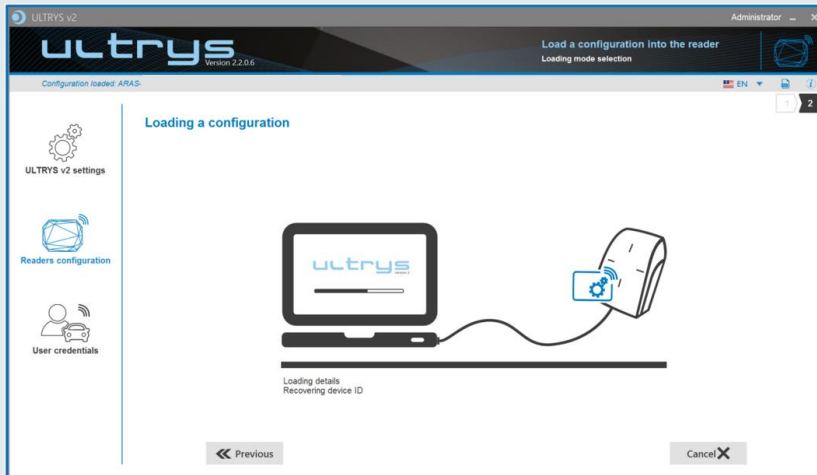 ULTRYS v2
Administrator
ultrys
Version 2.2.0.6
Load a configuration into the reader
Loading mode selection
Configuration loaded: ARAS-
EN
1
2
Loading a configuration
ULTRYS v2 settings
Readers configuration
User credentials
ultrys
Loading details
Recovering device ID
Previous
Cancel